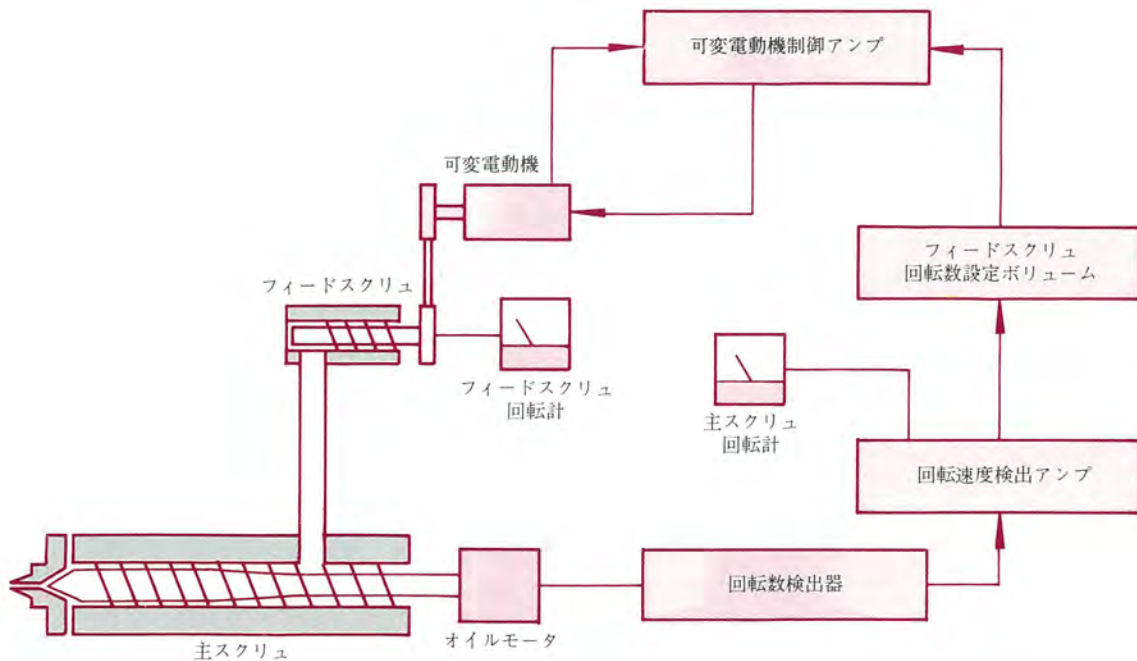 可変電動機制御アンプ
可変電動機
フィードスクリュ
回転数設定ボリューム
フィードスクリュ
フィードスクリュ
回転計
主スクリュ
回転計
回転速度検出アンプ
回転数検出器
オイルモータ
主スクリュ